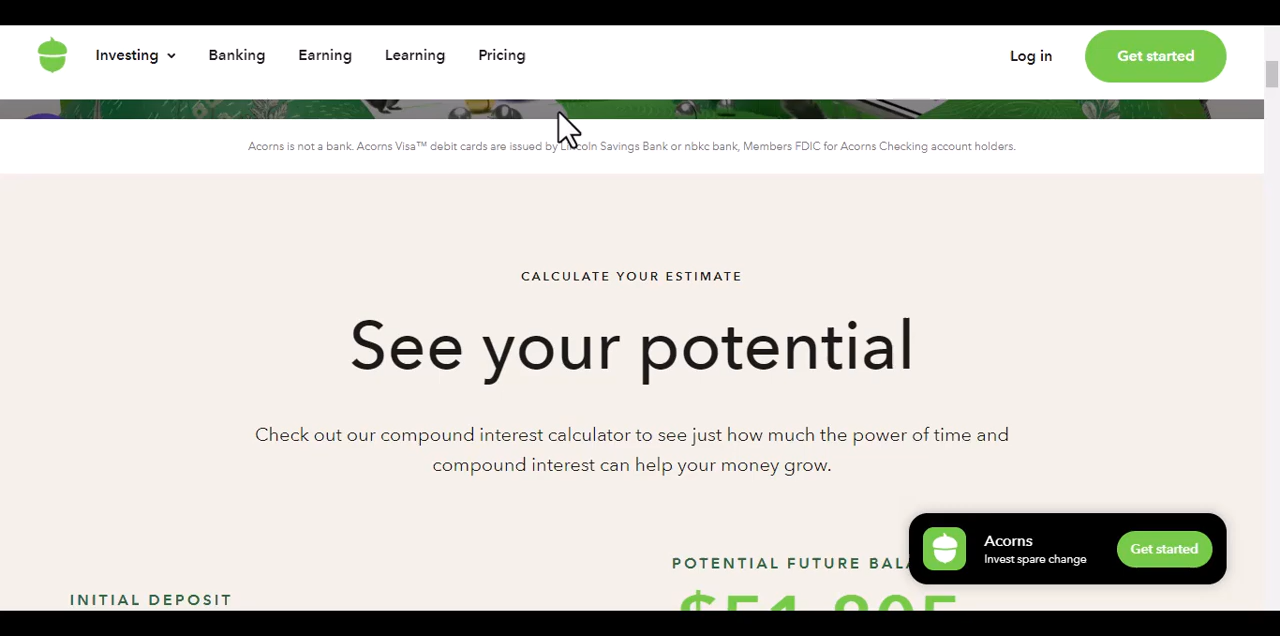 Investing Banking Earning Learning Pricing Log in Get started
Acorns is not a bank. Acorns Visa™ debit cards are issued by Lincoln Savings Bank or nbkc bank, Members FDIC for Acorns Checking account holders.
CALCULATE YOUR ESTIMATE
See your potential
Check out our compound interest calculator to see just how much the power of time and
compound interest can help your money grow.
Acorns
Invest spare change
Get started
POTENTIAL FUTURE
INITIAL DEPOSIT